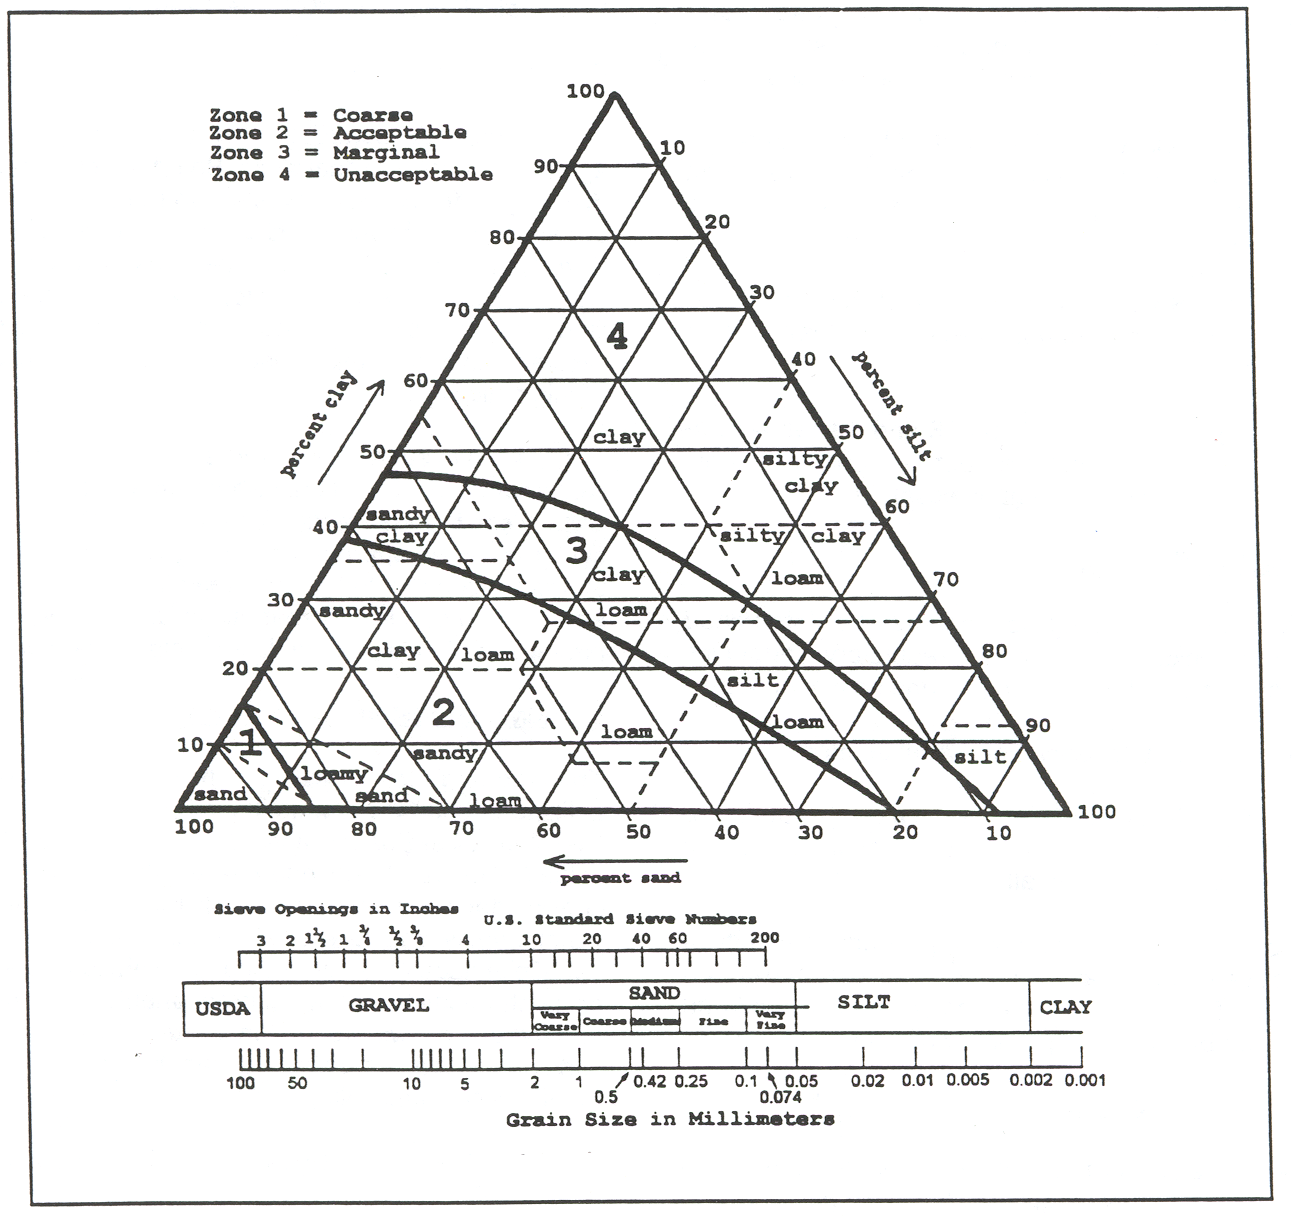 Zone 1 = Coarse
Zone 2 = Acceptable
Zone 3 = Marginal
Zone 4 = Unacceptable
100
90
10
80
20
70
30
4
60
40
percent clay
percent silt
50
clay
50
silty
clay
40
sandy
clay
60
silty clay
loam
3
clay
loam
30
sandy
clay loam
70
20
80
silt
loam
2
loam
10
1
sandy
loam
90
silt
loamy
sand
sand
100
100 90 80 70 60 50 40 30 20 10
percent sand
Sieve Openings in Inches
U.S. Standard Sieve Numbers
3 2 1½ 1 ¾ ½ ⅜ 4 10 20 40 60 200
USDA GRAVEL SAND SILT CLAY
Very Coarse Coarse Medium Fine Very Fine
100 50 10 5 2 1 0.5 0.42 0.25 0.1 0.074 0.05 0.02 0.01 0.005 0.002 0.001
Grain Size in Millimeters